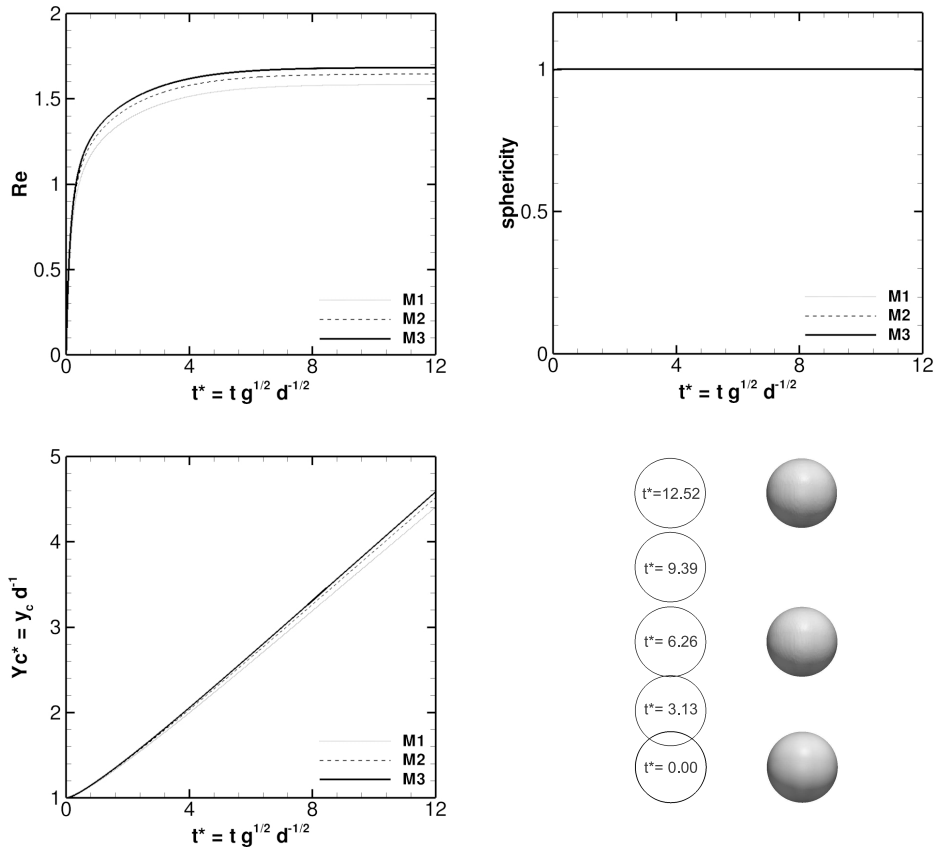 2
1.5
1
0.5
0
Re
0 4 8 12
t* = t g^1/2 d^-1/2
M1
M2
M3
1
0.5
0
sphericity
0 4 8 12
t* = t g^1/2 d^-1/2
M1
M2
M3
5
4
3
2
1
Yc* = y_c d^-1
0 4 8 12
t* = t g^1/2 d^-1/2
M1
M2
M3
t*=12.52
t*= 9.39
t*= 6.26
t*= 3.13
t*= 0.00